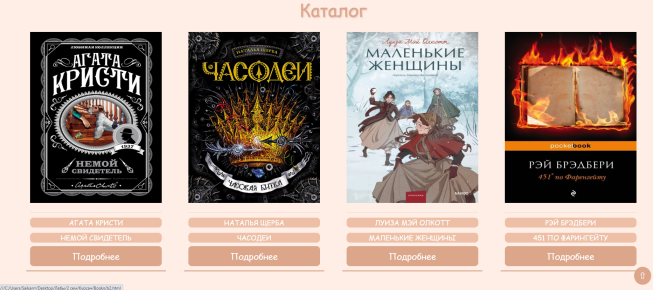 Каталог
ЛЮБИМАЯ КОЛЛЕКЦИЯ
АГАТА
КРИСТИ
1937
НЕМОЙ
СВИДЕТЕЛЬ
Agatha Christie
АГАТА КРИСТИ
НЕМОЙ СВИДЕТЕЛЬ
Подробнее
НАТАЛЬЯ ЩЕРБА
ЧАСОДЕИ
ЧАСОВАЯ БИТВА
НАТАЛЬЯ ЩЕРБА
ЧАСОДЕИ
Подробнее
Луиза Мэй Олкотт
МАЛЕНЬКИЕ
ЖЕНЩИНЫ
ЛУИЗА МЭЙ ОЛКОТТ
МАЛЕНЬКИЕ ЖЕНЩИНЫ
Подробнее
pocketbook
РЭЙ БРЭДБЕРИ
451° по Фаренгейту
РЭЙ БРЭДБЕРИ
451 ПО ФАРИНГЕЙТУ
Подробнее